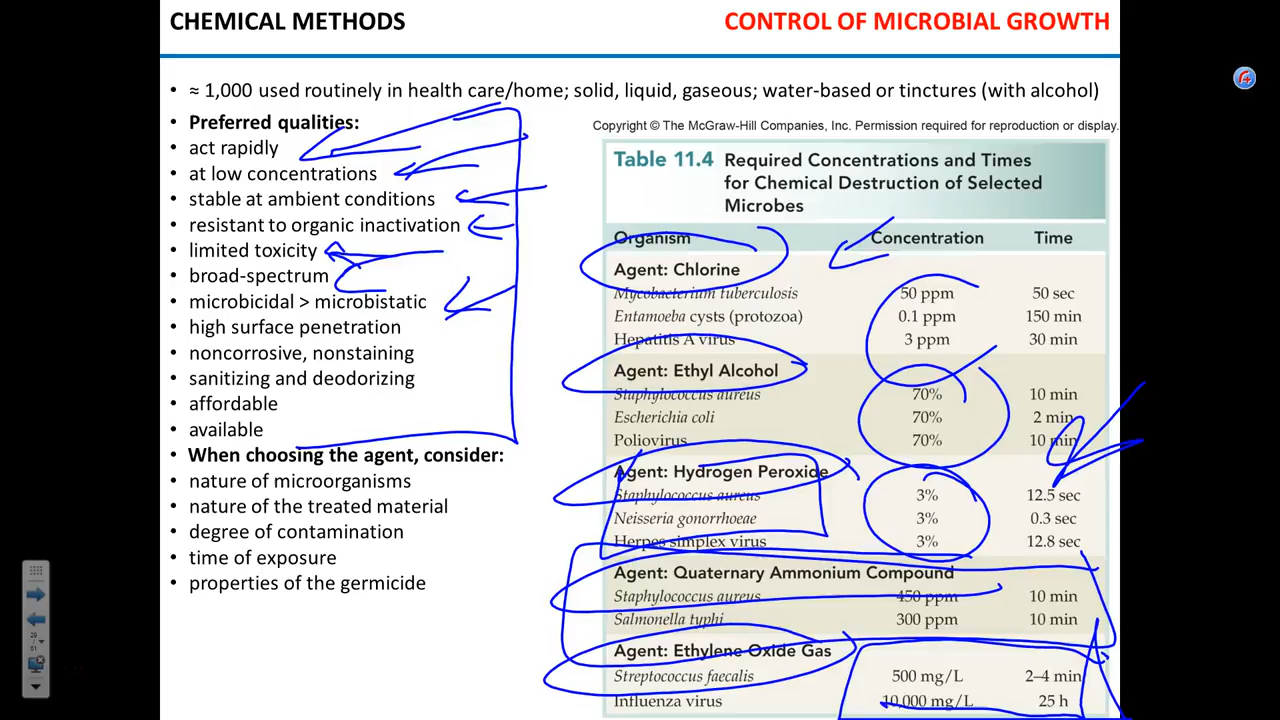 CHEMICAL METHODS
CONTROL OF MICROBIAL GROWTH
• ≈ 1,000 used routinely in health care/home; solid, liquid, gaseous; water-based or tinctures (with alcohol)
• Preferred qualities:
• act rapidly
• at low concentrations
• stable at ambient conditions
• resistant to organic inactivation
• limited toxicity
• broad-spectrum
• microbicidal > microbistatic
• high surface penetration
• noncorrosive, nonstaining
• sanitizing and deodorizing
• affordable
• available
• When choosing the agent, consider:
• nature of microorganisms
• nature of the treated material
• degree of contamination
• time of exposure
• properties of the germicide
Copyright © The McGraw-Hill Companies, Inc. Permission required for reproduction or display.
Table 11.4 Required Concentrations and Times
for Chemical Destruction of Selected
Microbes
Organism Concentration Time
Agent: Chlorine
Mycobacterium tuberculosis 50 ppm 50 sec
Entamoeba cysts (protozoa) 0.1 ppm 150 min
Hepatitis A virus 3 ppm 30 min
Agent: Ethyl Alcohol
Staphylococcus aureus 70% 10 min
Escherichia coli 70% 2 min
Poliovirus 70% 10 min
Agent: Hydrogen Peroxide
Staphylococcus aureus 3% 12.5 sec
Neisseria gonorrhoeae 3% 0.3 sec
Herpes simplex virus 3% 12.8 sec
Agent: Quaternary Ammonium Compound
Staphylococcus aureus 450 ppm 10 min
Salmonella typhi 300 ppm 10 min
Agent: Ethylene Oxide Gas
Streptococcus faecalis 500 mg/L 2–4 min
Influenza virus 10,000 mg/L 25 h